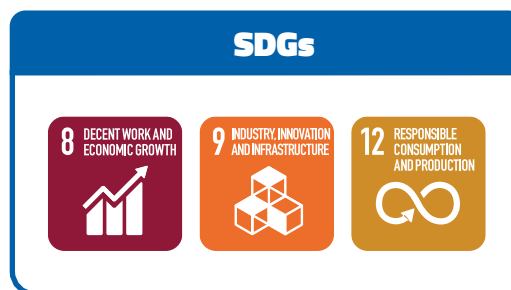 SDGs
8 DECENT WORK AND
ECONOMIC GROWTH
9 INDUSTRY, INNOVATION
AND INFRASTRUCTURE
12 RESPONSIBLE
CONSUMPTION
AND PRODUCTION